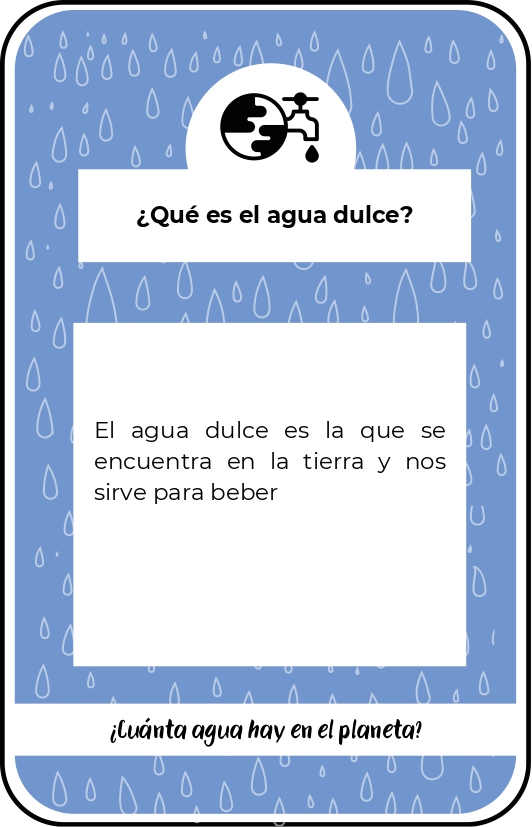 ¿Qué es el agua dulce?
El agua dulce es la que se
encuentra en la tierra y nos
sirve para beber
¿Cuánta agua hay en el planeta?